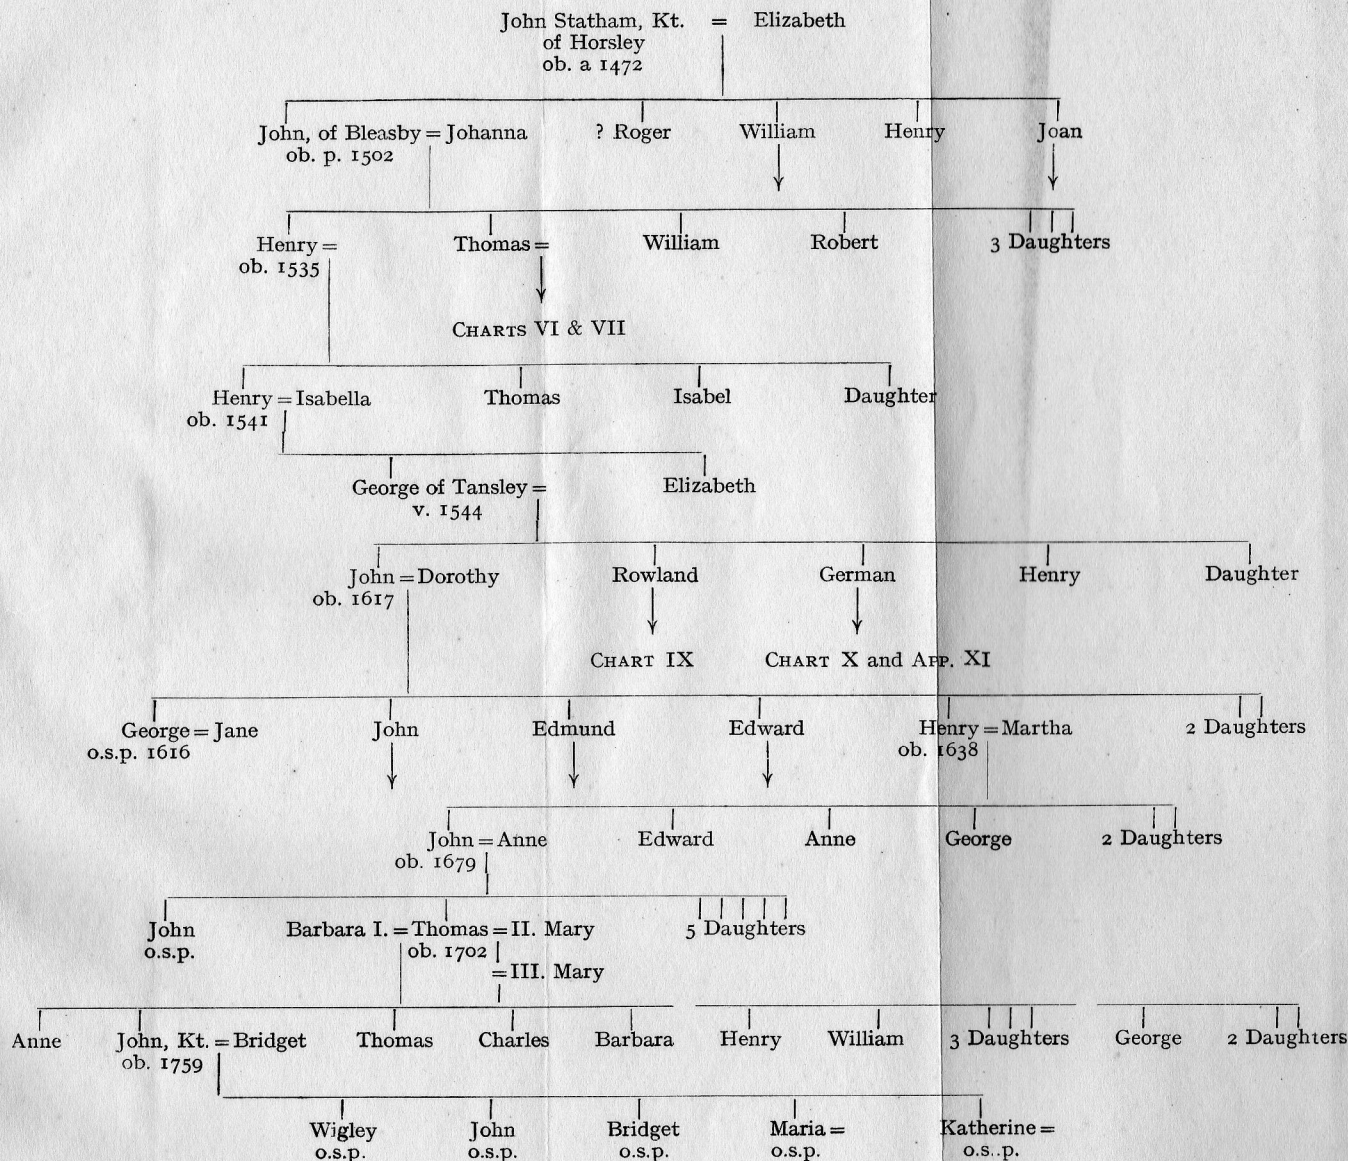 John Statham, Kt. = Elizabeth
of Horsley
ob. a 1472
John, of Bleasby = Johanna ? Roger William Henry Joan
ob. p. 1502
Henry = Thomas = William Robert 3 Daughters
ob. 1535
CHARTS VI & VII
Henry = Isabella Thomas Isabel Daughter
ob. 1541
George of Tansley = Elizabeth
v. 1544
John = Dorothy Rowland German Henry Daughter
ob. 1617
CHART IX CHART X and APP. XI
George = Jane John Edmund Edward Henry = Martha 2 Daughters
o.s.p. 1616 ob. 1638
John = Anne Edward Anne George 2 Daughters
ob. 1679
John Barbara I. = Thomas = II. Mary 5 Daughters
o.s.p. ob. 1702
= III. Mary
Anne John, Kt. = Bridget Thomas Charles Barbara Henry William 3 Daughters George 2 Daughters
ob. 1759
Wigley John Bridget Maria = Katherine =
o.s.p. o.s.p. o.s.p. o.s.p. o.s..p.